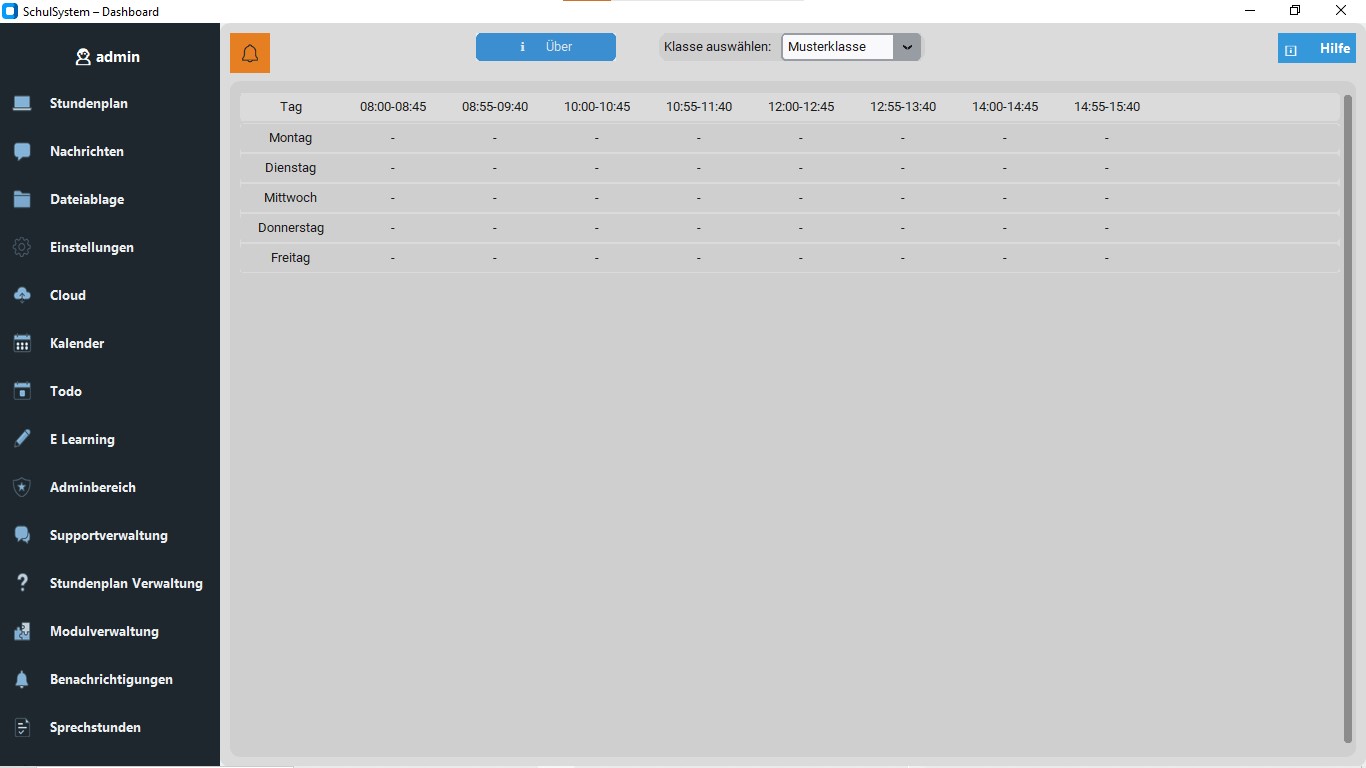 SchulSystem – Dashboard
admin
Stundenplan
Nachrichten
Dateiablage
Einstellungen
Cloud
Kalender
Todo
E Learning
Adminbereich
Supportverwaltung
Stundenplan Verwaltung
Modulverwaltung
Benachrichtigungen
Sprechstunden
i Über
Klasse auswählen: Musterklasse
Hilfe
Tag 08:00-08:45 08:55-09:40 10:00-10:45 10:55-11:40 12:00-12:45 12:55-13:40 14:00-14:45 14:55-15:40
Montag - - - - - - - -
Dienstag - - - - - - - -
Mittwoch - - - - - - - -
Donnerstag - - - - - - - -
Freitag - - - - - - - -